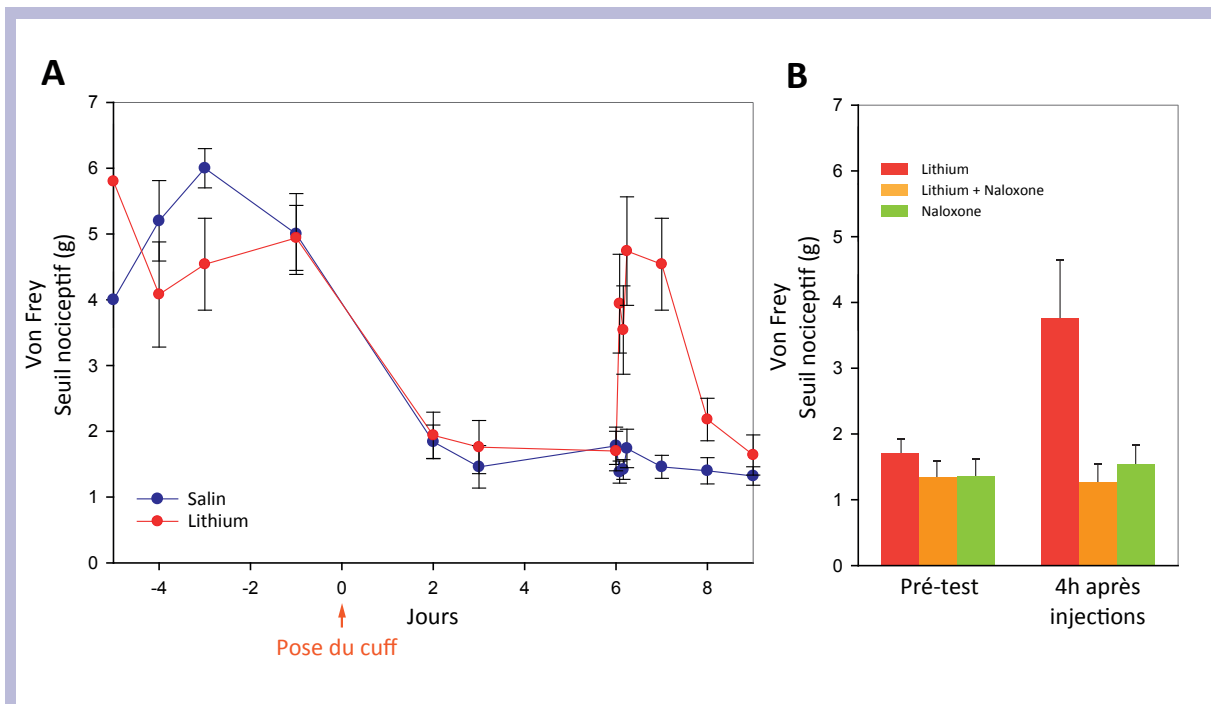 A
7
6
5
4
3
2
1
0
Von Frey
Seuil nociceptif (g)
Salin
Lithium
-4 -2 0 2 4 6 8
Jours
Pose du cuff
B
7
6
5
4
3
2
1
0
Von Frey
Seuil nociceptif (g)
Lithium
Lithium + Naloxone
Naloxone
Pré-test
4h après
injections